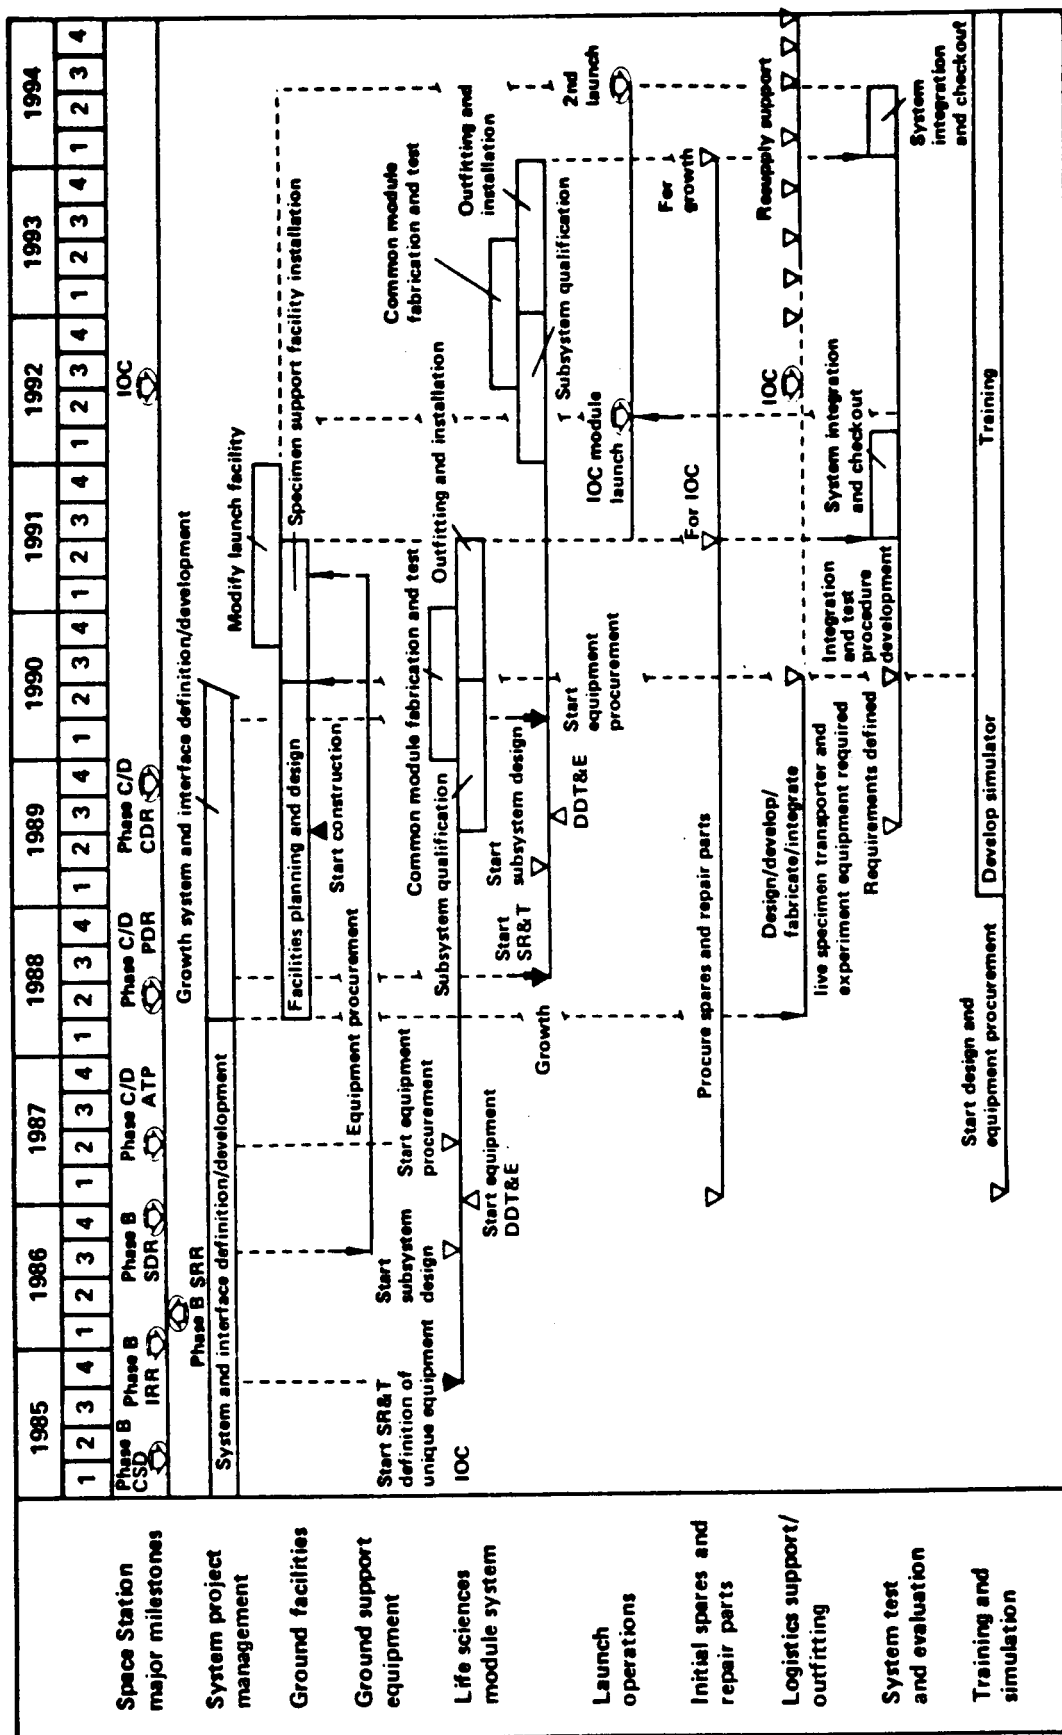 1985 1986 1987 1988 1989 1990 1991 1992 1993 1994
1 2 3 4 1 2 3 4 1 2 3 4 1 2 3 4 1 2 3 4 1 2 3 4 1 2 3 4 1 2 3 4 1 2 3 4 1 2 3 4
Space Station
major milestones
Phase B
CSD
Phase B
IRR
Phase B SRR
Phase B
SDR
Phase C/D
ATP
Phase C/D
PDR
Phase C/D
CDR
IOC
System project
management
System and interface definition/development
Growth system and interface definition/development
Ground facilities
Facilities planning and design
Start construction
Modify launch facility
Specimen support facility installation
Ground support
equipment
Equipment procurement
Life sciences
module system
Start SR&T
definition of
unique equipment
IOC
Start
subsystem
design
Start equipment
DDT&E
Start equipment
procurement
Subsystem qualification
Common module fabrication and test
Outfitting and installation
Growth
Start
SR&T
Start
subsystem design
DDT&E
Start
equipment procurement
Subsystem qualification
Common module
fabrication and test
Outfitting and
installation
Launch
operations
IOC module
launch
2nd
launch
Initial spares and
repair parts
Procure spares and repair parts
For IOC
For
growth
Logistics support/
outfitting
Design/develop/
fabricate/integrate
live specimen transporter and
experiment equipment required
IOC
Resupply support
System test
and evaluation
Requirements defined
Integration
and test
procedure
development
System integration
and checkout
System
integration
and checkout
Training and
simulation
Start design and
equipment procurement
Develop simulator
Training